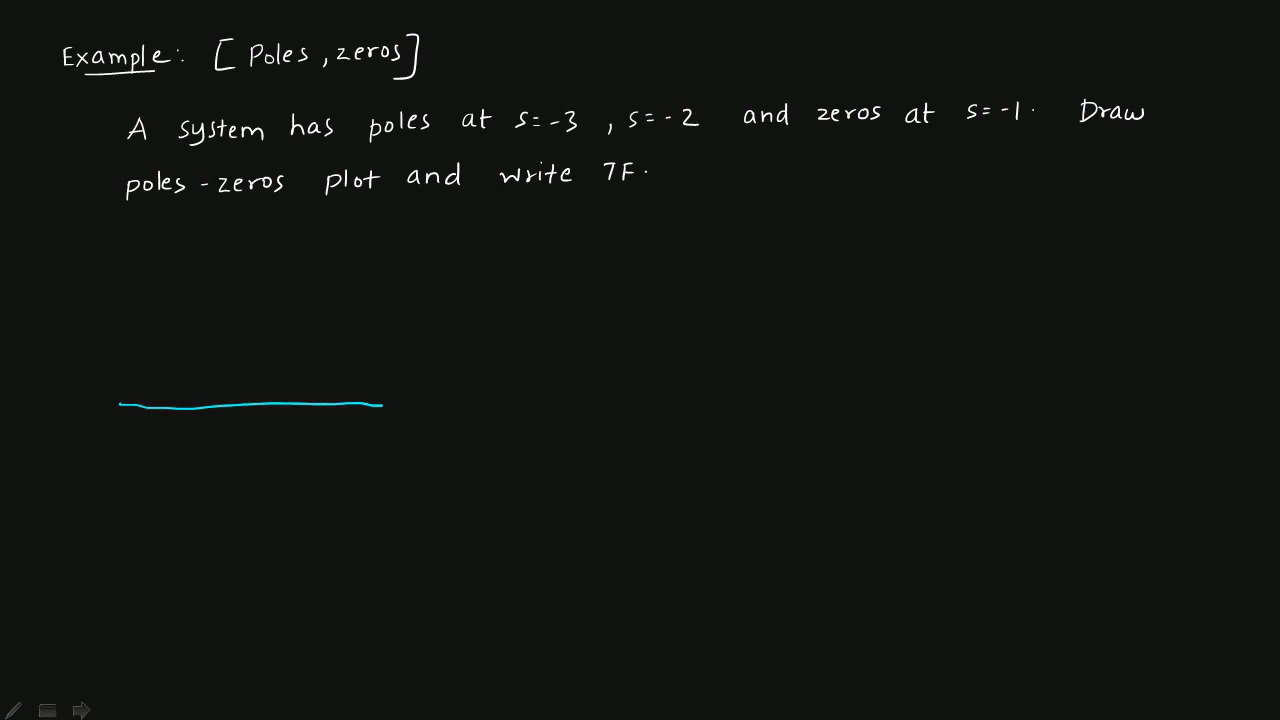 Example: [Poles, zeros]
A system has poles at s=-3, s=-2 and zeros at s=-1. Draw
poles-zeros plot and write TF.